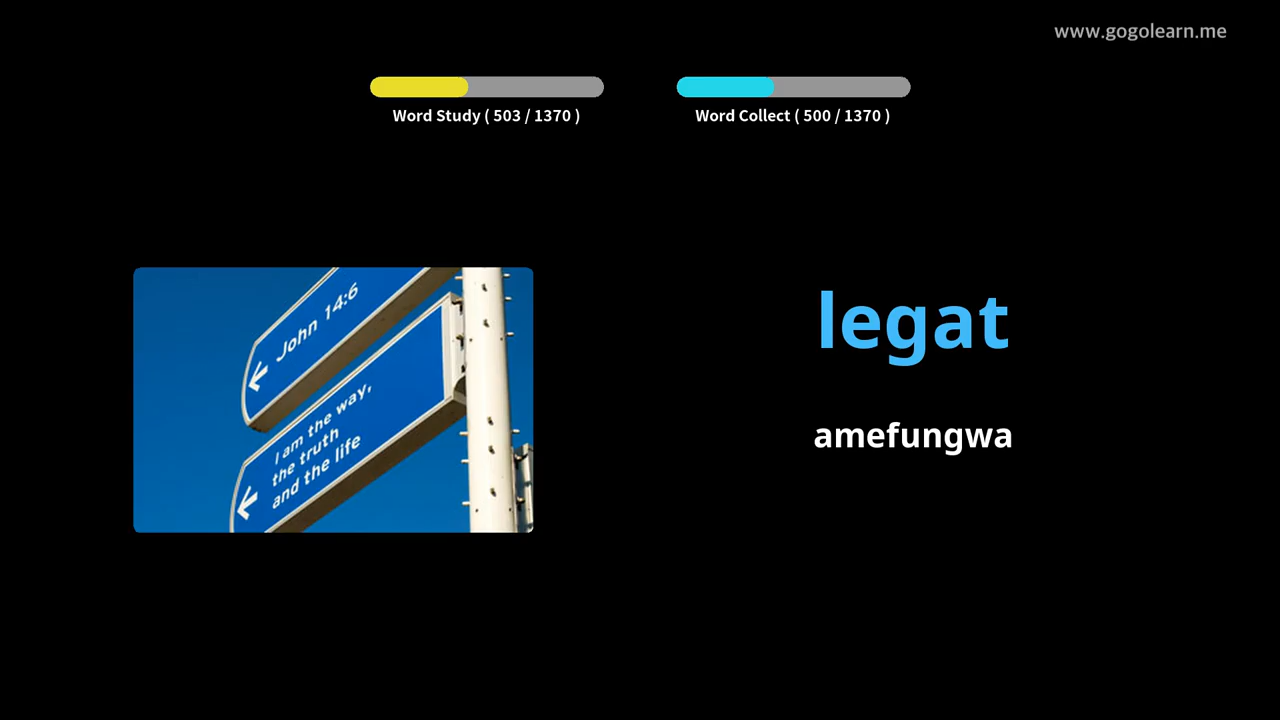 www.gogolearn.me
Word Study ( 503 / 1370 )
Word Collect ( 500 / 1370 )
John 14:6
I am the way,
the truth
and the life
legat
amefungwa